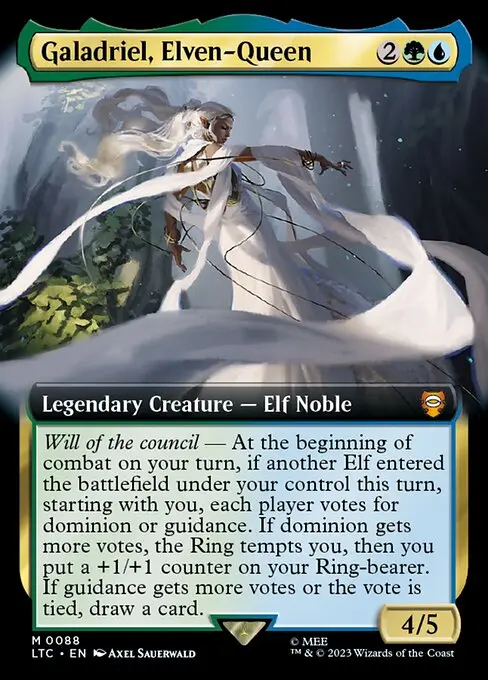 Galadriel, Elven-Queen 2
Legendary Creature — Elf Noble
Will of the council — At the beginning of
combat on your turn, if another Elf entered
the battlefield under your control this turn,
starting with you, each player votes for
dominion or guidance. If dominion gets
more votes, the Ring tempts you, then you
put a +1/+1 counter on your Ring-bearer.
If guidance gets more votes or the vote is
tied, draw a card.
4/5
M 0088
LTC • EN Axel Sauerwald
© MEE
™ & © 2023 Wizards of the Coast